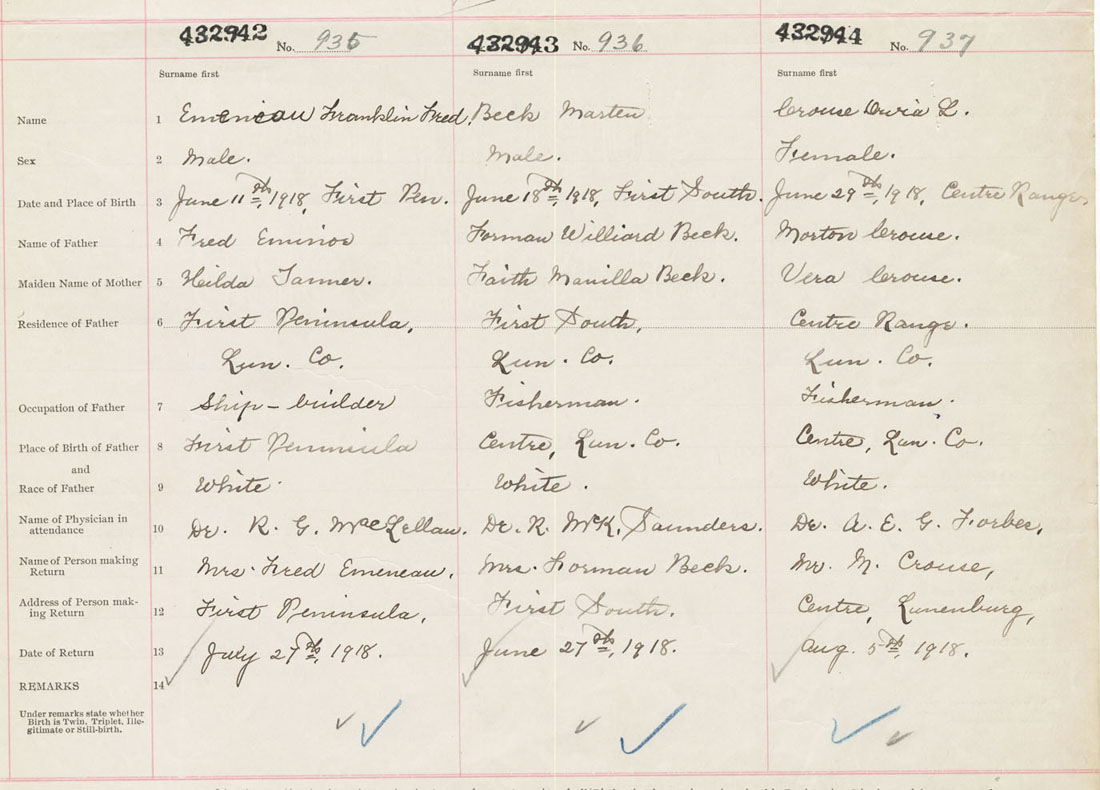 432942 No. 935 432943 No. 936 432944 No. 937
Surname first Surname first Surname first
Name 1 Emeneau Franklin Fred. Beck Marten Crouse L.
Sex 2 Male. Male. Female.
Date and Place of Birth 3 June 11th, 1918, First Pen. June 18th, 1918, First South. June 29th, 1918, Centre Range.
Name of Father 4 Fred Forman Williard Beck. Morton Crouse.
Maiden Name of Mother 5 Hilda Tanner. Faith Manilla Beck. Vera Crouse.
Residence of Father 6 First Peninsula, First South, Centre Range.
Lun. Co. Lun. Co. Lun. Co.
Occupation of Father 7 Ship-builder Fisherman. Fisherman.
Place of Birth of Father 8 First Peninsula Centre, Lun. Co. Centre, Lun. Co.
and
Race of Father 9 White. White. White.
Name of Physician in
attendance 10 Dr. R. G. McLellan. Dr. R. McK. Saunders. Dr. A. E. G. Forbes,
Name of Person making
Return 11 Mrs. Fred Emeneau, Mrs. Forman Beck. Mr. M. Crouse,
Address of Person mak-
ing Return 12 First Peninsula, First South. Centre, Lunenburg,
Date of Return 13 July 27th, 1918. June 27th, 1918. Aug. 5th, 1918.
REMARKS 14
Under remarks state whether
Birth is Twin, Triplet, Ille-
gitimate or Still-birth.